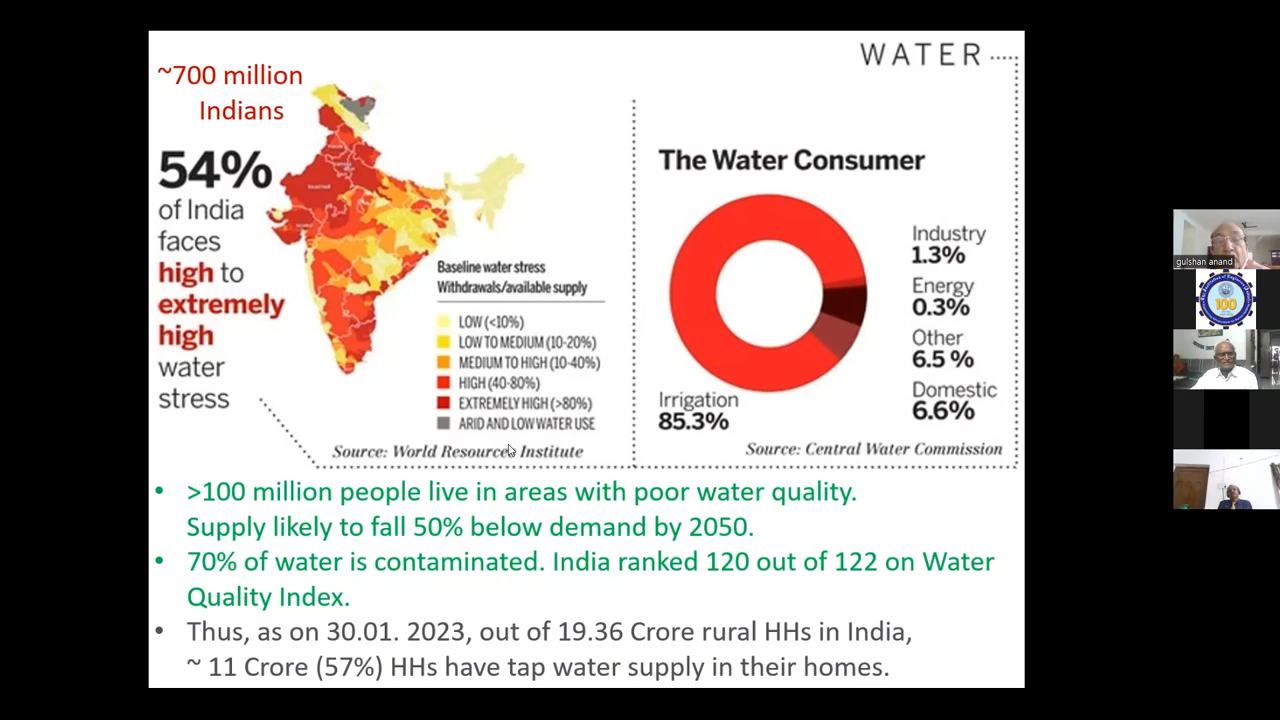 WATER
~700 million
Indians
54%
of India
faces
high to
extremely
high
water
stress
Baseline water stress
Withdrawals/available supply
LOW (<10%)
LOW TO MEDIUM (10-20%)
MEDIUM TO HIGH (10-40%)
HIGH (40-80%)
EXTREMELY HIGH (>80%)
ARID AND LOW WATER USE
Source: World Resources Institute
The Water Consumer
Industry
1.3%
Energy
0.3%
Other
6.5 %
Domestic
6.6%
Irrigation
85.3%
Source: Central Water Commission
• >100 million people live in areas with poor water quality.
Supply likely to fall 50% below demand by 2050.
• 70% of water is contaminated. India ranked 120 out of 122 on Water
Quality Index.
• Thus, as on 30.01. 2023, out of 19.36 Crore rural HHs in India,
~ 11 Crore (57%) HHs have tap water supply in their homes.
gulshan anand
100